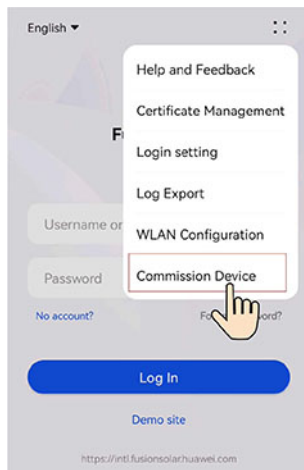 English
Help and Feedback
Certificate Management
Login setting
Log Export
Username or
WLAN Configuration
Password
Commission Device
No account?
Log In
Demo site
https://intl.fusionsolar.huawei.com